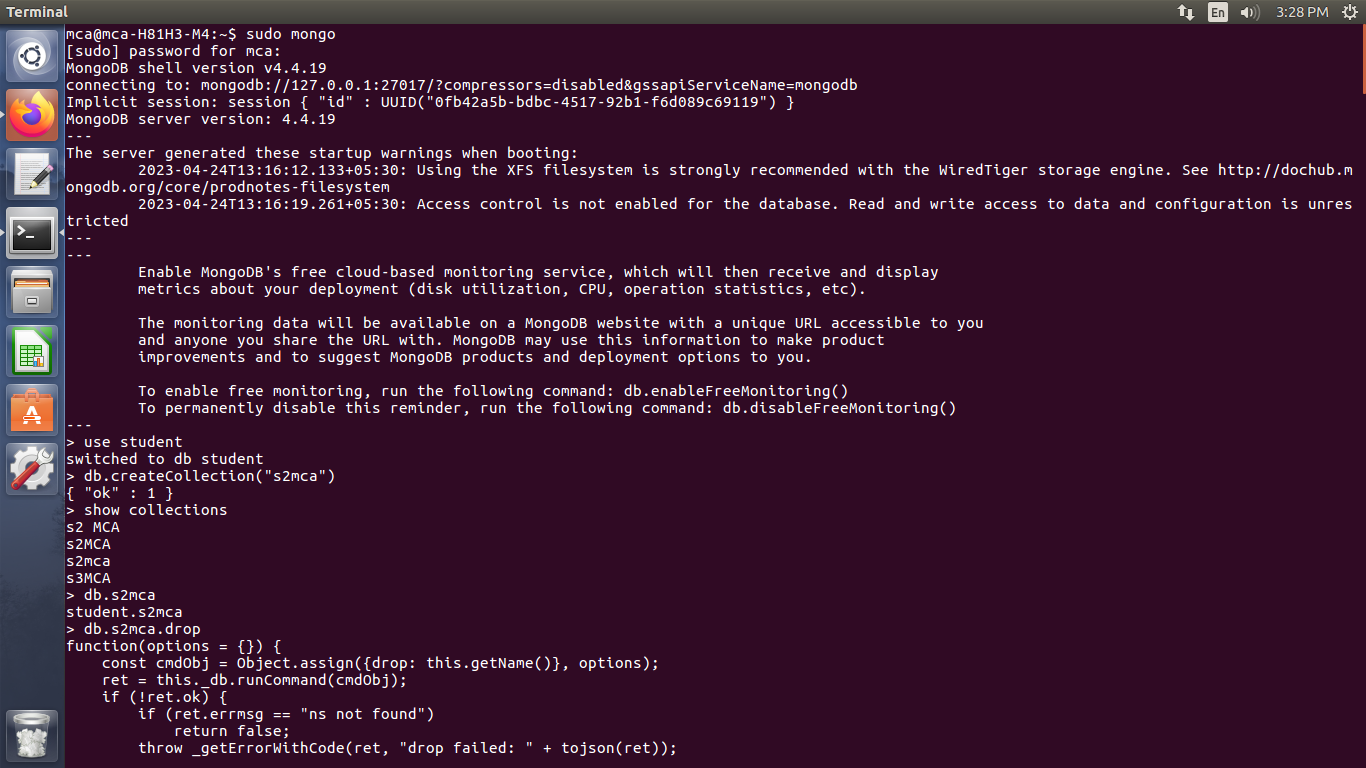 Terminal
En
3:28 PM
mca@mca-H81H3-M4:~$ sudo mongo
[sudo] password for mca:
MongoDB shell version v4.4.19
connecting to: mongodb://127.0.0.1:27017/?compressors=disabled&gssapiServiceName=mongodb
Implicit session: session { "id" : UUID("0fb42a5b-bdbc-4517-92b1-f6d089c69119") }
MongoDB server version: 4.4.19
---
The server generated these startup warnings when booting:
        2023-04-24T13:16:12.133+05:30: Using the XFS filesystem is strongly recommended with the WiredTiger storage engine. See http://dochub.m
ongodb.org/core/prodnotes-filesystem
        2023-04-24T13:16:19.261+05:30: Access control is not enabled for the database. Read and write access to data and configuration is unres
tricted
---
---
        Enable MongoDB's free cloud-based monitoring service, which will then receive and display
        metrics about your deployment (disk utilization, CPU, operation statistics, etc).
        The monitoring data will be available on a MongoDB website with a unique URL accessible to you
        and anyone you share the URL with. MongoDB may use this information to make product
        improvements and to suggest MongoDB products and deployment options to you.
        To enable free monitoring, run the following command: db.enableFreeMonitoring()
        To permanently disable this reminder, run the following command: db.disableFreeMonitoring()
---
> use student
switched to db student
> db.createCollection("s2mca")
{ "ok" : 1 }
> show collections
s2 MCA
s2MCA
s2mca
s3MCA
> db.s2mca
student.s2mca
> db.s2mca.drop
function(options = {}) {
    const cmdObj = Object.assign({drop: this.getName()}, options);
    ret = this._db.runCommand(cmdObj);
    if (!ret.ok) {
        if (ret.errmsg == "ns not found")
            return false;
        throw _getErrorWithCode(ret, "drop failed: " + tojson(ret));